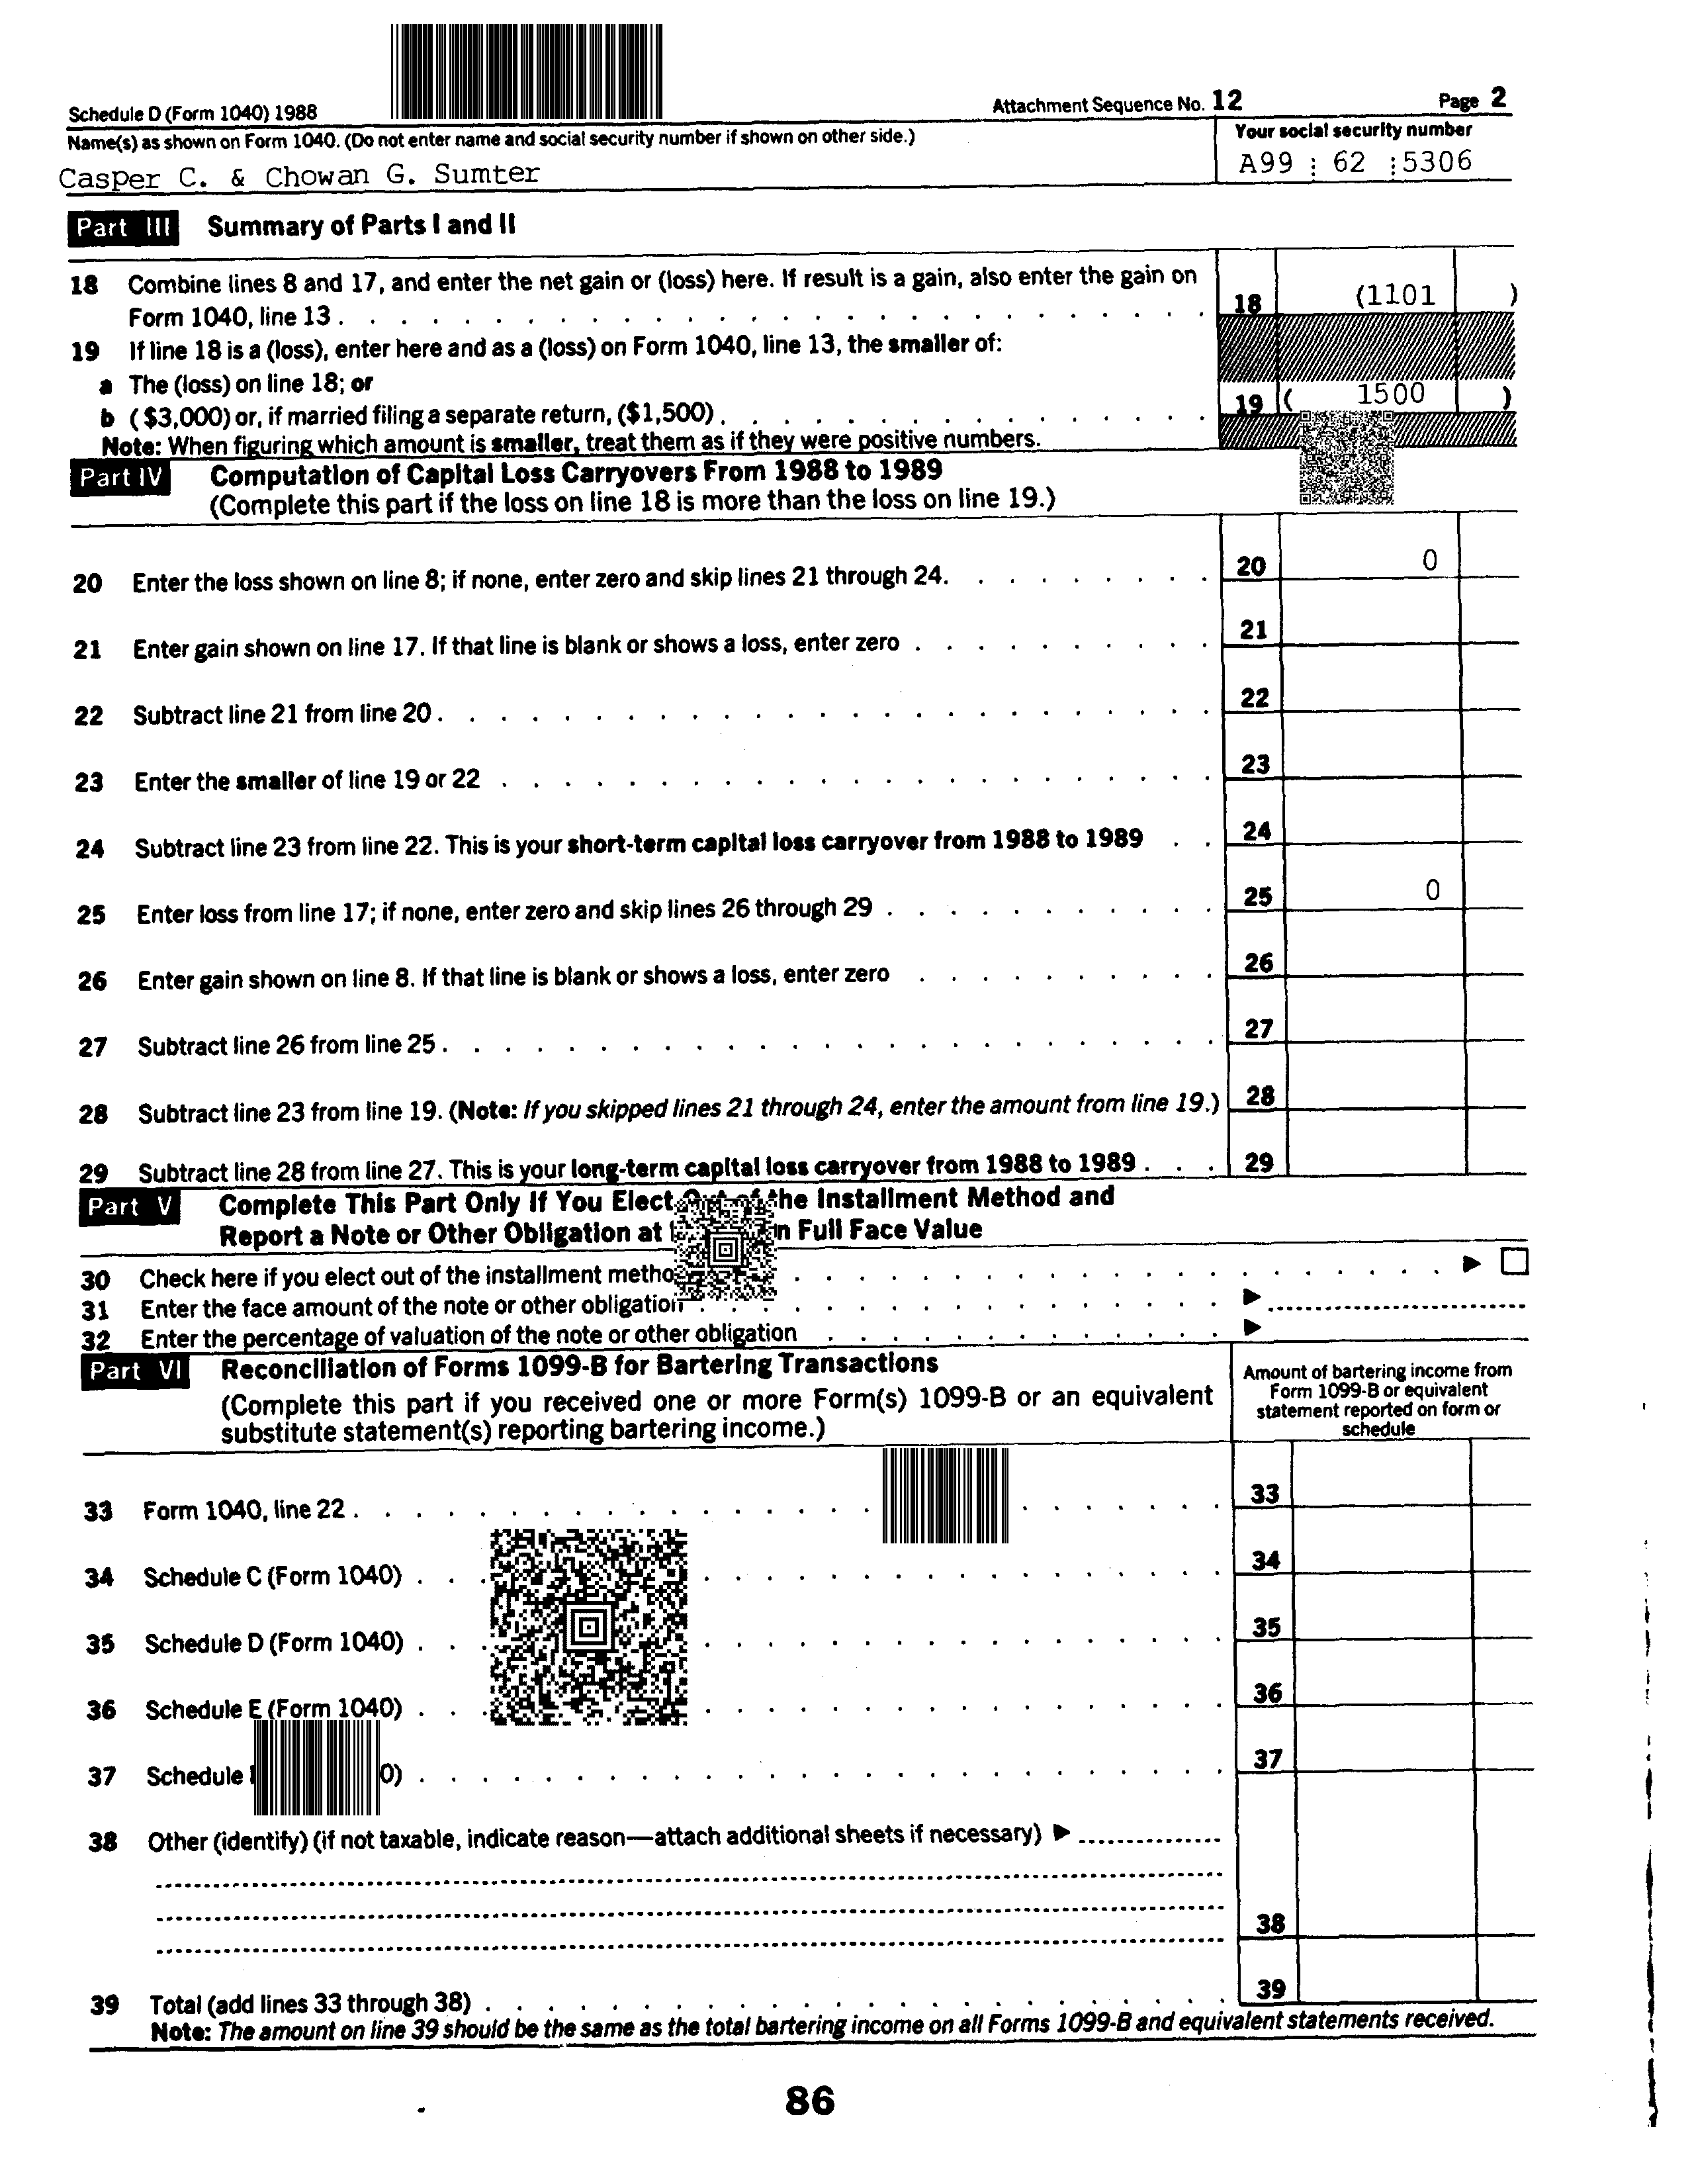 Schedule D (Form 1040) 1988 Attachment Sequence No. 12 Page 2
Name(s) as shown on Form 1040. (Do not enter name and social security number if shown on other side.) Your social security number
Casper C. & Chowan G. Sumter A99 : 62 : 5306
Part III Summary of Parts I and II
18 Combine lines 8 and 17, and enter the net gain or (loss) here. If result is a gain, also enter the gain on
Form 1040, line 13 . . . . . . . . . . . . . . . . . . . . . . . . . . . . 18 (1101 )
19 If line 18 is a (loss), enter here and as a (loss) on Form 1040, line 13, the smaller of:
a The (loss) on line 18; or
b ($3,000) or, if married filing a separate return, ($1,500) . . . . . . . . . . . . . . . . 19 ( 1500 )
Note: When figuring which amount is smaller, treat them as if they were positive numbers.
Part IV Computation of Capital Loss Carryovers From 1988 to 1989
(Complete this part if the loss on line 18 is more than the loss on line 19.)
20 Enter the loss shown on line 8; if none, enter zero and skip lines 21 through 24. . . . . . . . . 20 0
21 Enter gain shown on line 17. If that line is blank or shows a loss, enter zero . . . . . . . . . . 21
22 Subtract line 21 from line 20 . . . . . . . . . . . . . . . . . . . . . . . . . 22
23 Enter the smaller of line 19 or 22 . . . . . . . . . . . . . . . . . . . . . . . 23
24 Subtract line 23 from line 22. This is your short-term capital loss carryover from 1988 to 1989 . . 24
25 Enter loss from line 17; if none, enter zero and skip lines 26 through 29 . . . . . . . . . . . 25 0
26 Enter gain shown on line 8. If that line is blank or shows a loss, enter zero . . . . . . . . . . 26
27 Subtract line 26 from line 25 . . . . . . . . . . . . . . . . . . . . . . . . . 27
28 Subtract line 23 from line 19. (Note: If you skipped lines 21 through 24, enter the amount from line 19.) 28
29 Subtract line 28 from line 27. This is your long-term capital loss carryover from 1988 to 1989 . . . 29
Part V Complete This Part Only If You Elect the Installment Method and
Report a Note or Other Obligation at Full Face Value
30 Check here if you elect out of the installment . . . . . . . . . . . . . . . . . . . . . ▶ ☐
31 Enter the face amount of the note or other obligation . . . . . . . . . . . . . . . . . ▶
32 Enter the percentage of valuation of the note or other obligation . . . . . . . . . . . . . ▶
Part VI Reconciliation of Forms 1099-B for Bartering Transactions
(Complete this part if you received one or more Form(s) 1099-B or an equivalent
substitute statement(s) reporting bartering income.)
Amount of bartering income from
Form 1099-B or equivalent
statement reported on form or
schedule
33 Form 1040, line 22 . . . . . . . . . . . . . . . . . . . . . . . . 33
34 Schedule C (Form 1040) . . . . . . . . . . . . . . . . . . . . 34
35 Schedule D (Form 1040) . . . . . . . . . . . . . . . . . . . . 35
36 Schedule E (Form 1040) . . . . . . . . . . . . . . . . . . . . 36
37 Schedule 0) . . . . . . . . . . . . . . . . . . . . . . . . . . 37
38 Other (identify) (if not taxable, indicate reason—attach additional sheets if necessary) ▶
38
39 Total (add lines 33 through 38) . . . . . . . . . . . . . . . . . . . . . . . . 39
Note: The amount on line 39 should be the same as the total bartering income on all Forms 1099-B and equivalent statements received.
86